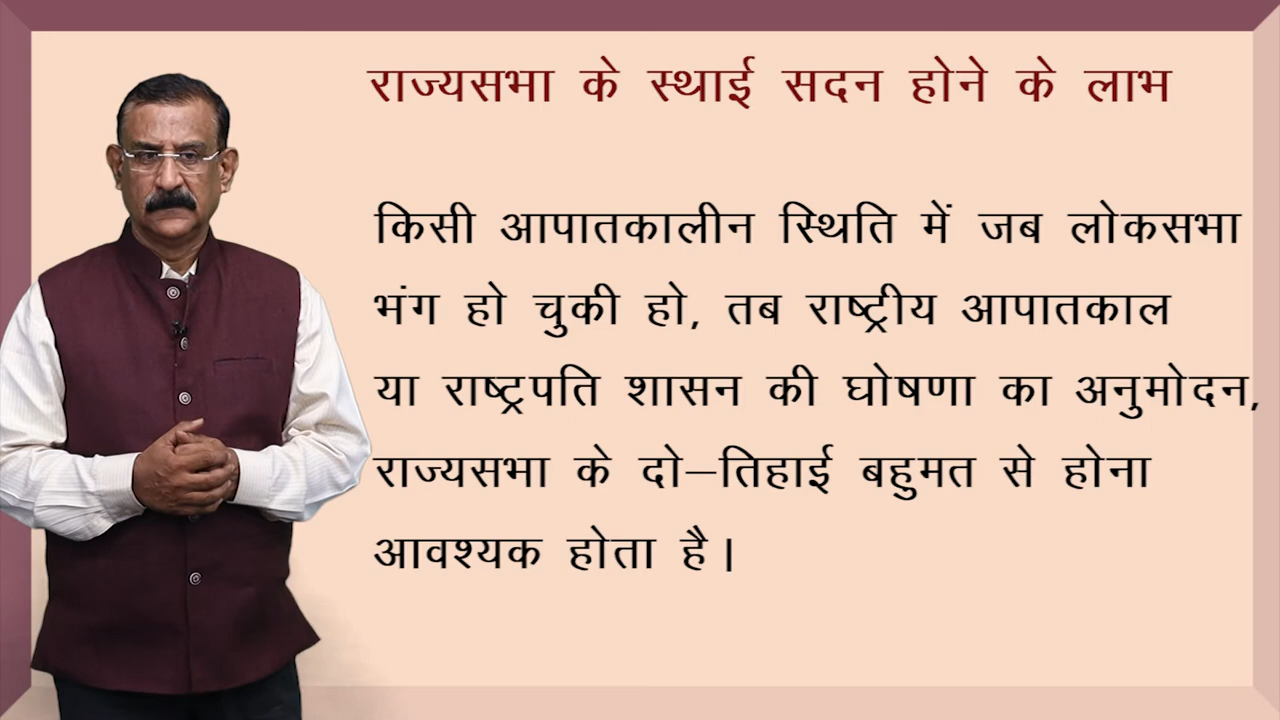 राज्यसभा के स्थाई सदन होने के लाभ
किसी आपातकालीन स्थिति में जब लोकसभा
भंग हो चुकी हो, तब राष्ट्रीय आपातकाल
या राष्ट्रपति शासन की घोषणा का अनुमोदन,
राज्यसभा के दो–तिहाई बहुमत से होना
आवश्यक होता है।